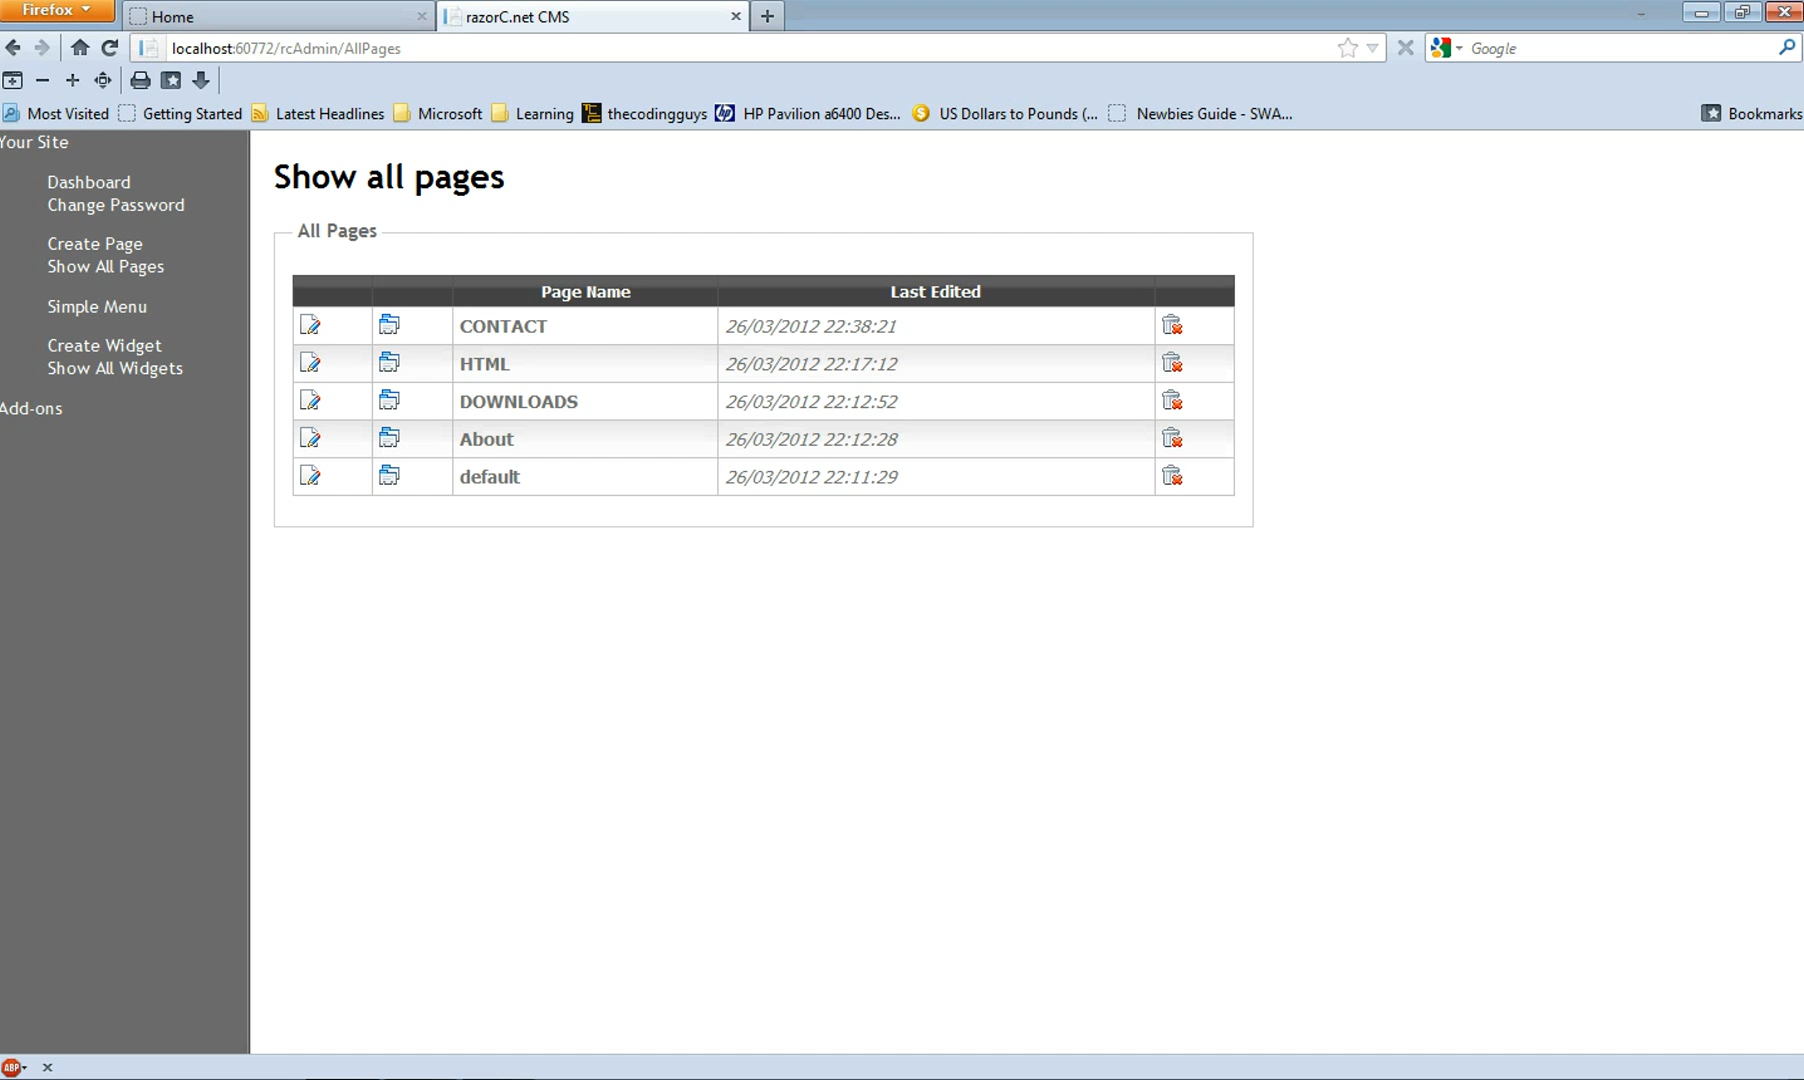 Firefox
Home
razorC.net CMS
localhost:60772/rcAdmin/AllPages
Google
Most Visited Getting Started Latest Headlines Microsoft Learning thecodingguys HP Pavilion a6400 Des... US Dollars to Pounds (... Newbies Guide - SWA... Bookmarks
Your Site
Dashboard
Change Password
Create Page
Show All Pages
Simple Menu
Create Widget
Show All Widgets
Add-ons
Show all pages
All Pages
Page Name Last Edited
CONTACT 26/03/2012 22:38:21
HTML 26/03/2012 22:17:12
DOWNLOADS 26/03/2012 22:12:52
About 26/03/2012 22:12:28
default 26/03/2012 22:11:29
ABP